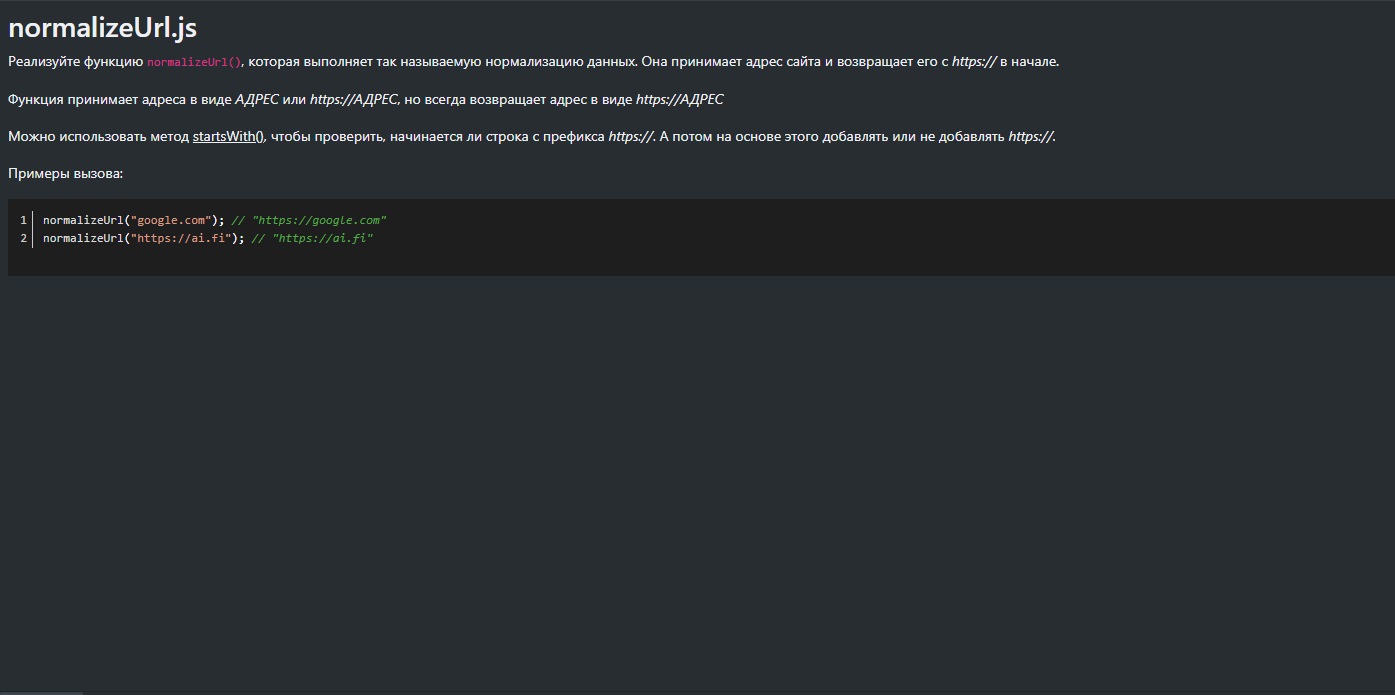 normalizeUrl.js
Реализуйте функцию normalizeUrl(), которая выполняет так называемую нормализацию данных. Она принимает адрес сайта и возвращает его с https:// в начале.
Функция принимает адреса в виде АДРЕС или https://АДРЕС, но всегда возвращает адрес в виде https://АДРЕС
Можно использовать метод startsWith(), чтобы проверить, начинается ли строка с префикса https://. А потом на основе этого добавлять или не добавлять https://.
Примеры вызова:
1 normalizeUrl("google.com"); // "https://google.com"
2 normalizeUrl("https://ai.fi"); // "https://ai.fi"